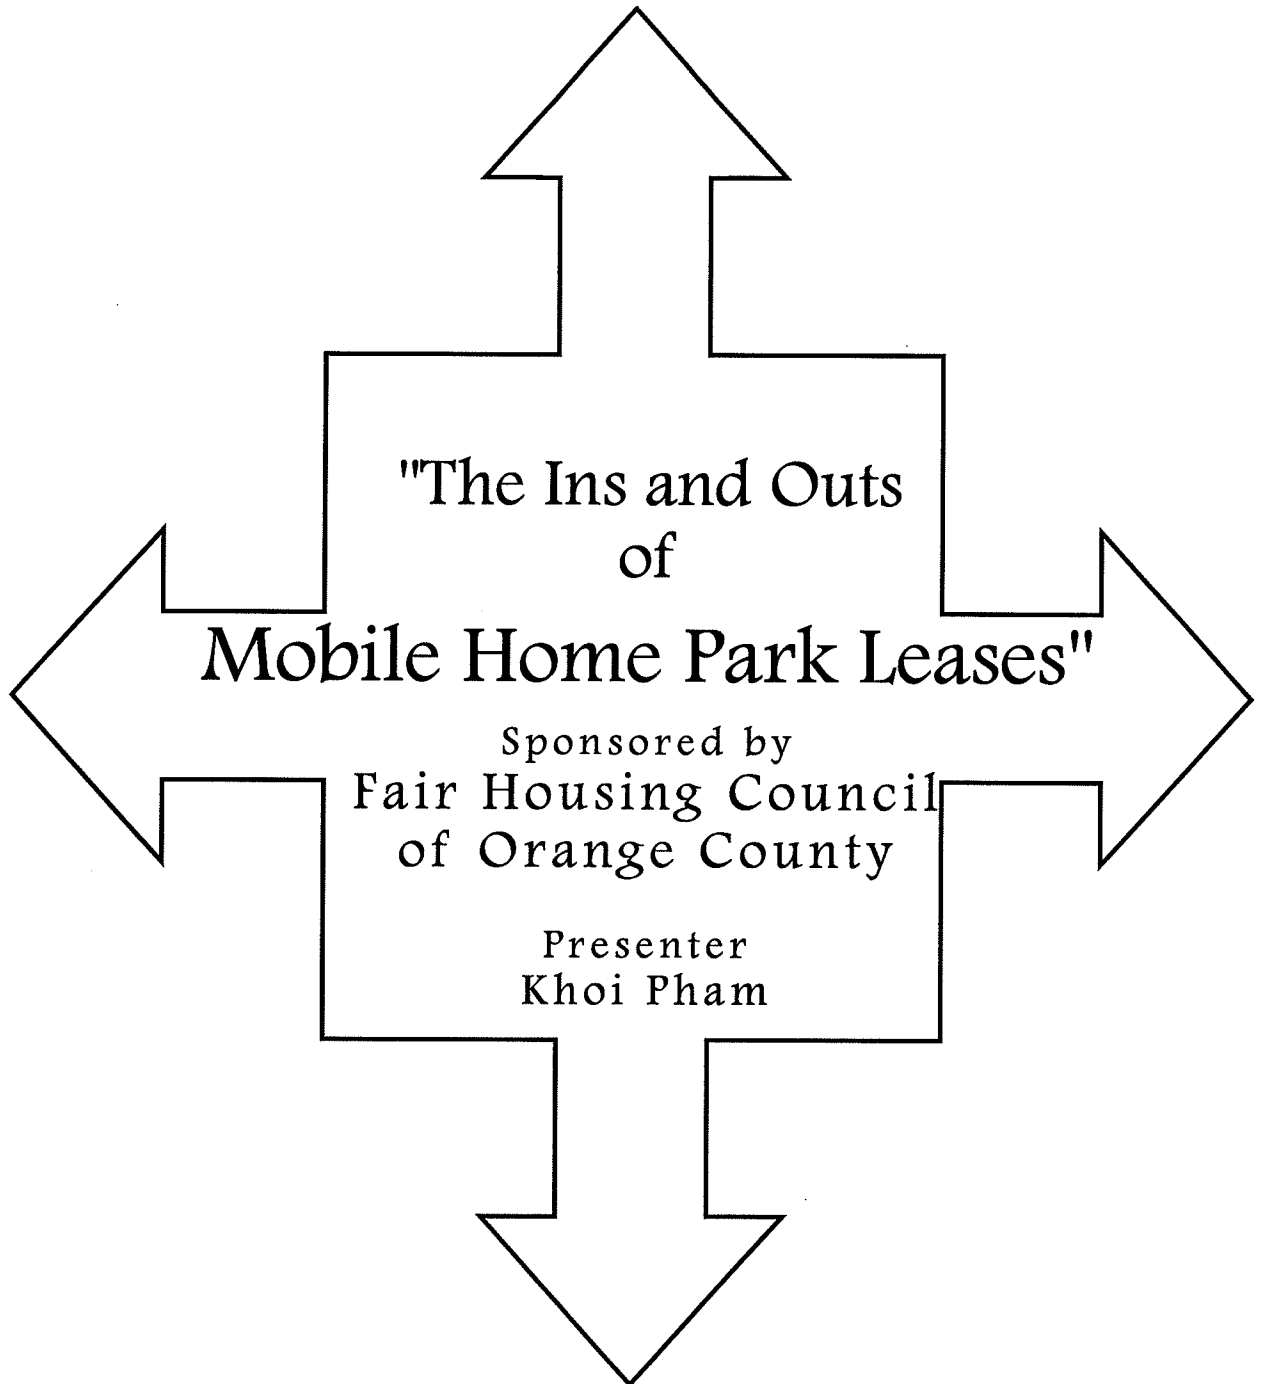 "The Ins and Outs
of
Mobile Home Park Leases"
Sponsored by
Fair Housing Council
of Orange County
Presenter
Khoi Pham